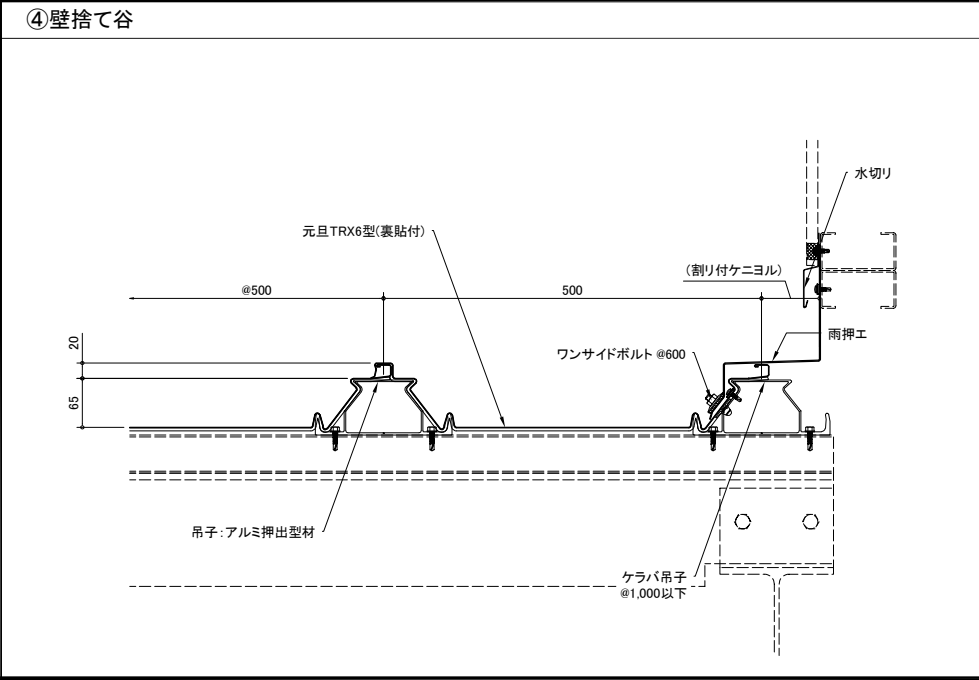 ④壁捨て谷
水切リ
元旦TRX6型(裏貼付)
(割リ付ケニヨル)
@500
500
雨押エ
20
ワンサイドボルト @600
65
吊子:アルミ押出型材
ケラバ吊子
@1,000以下